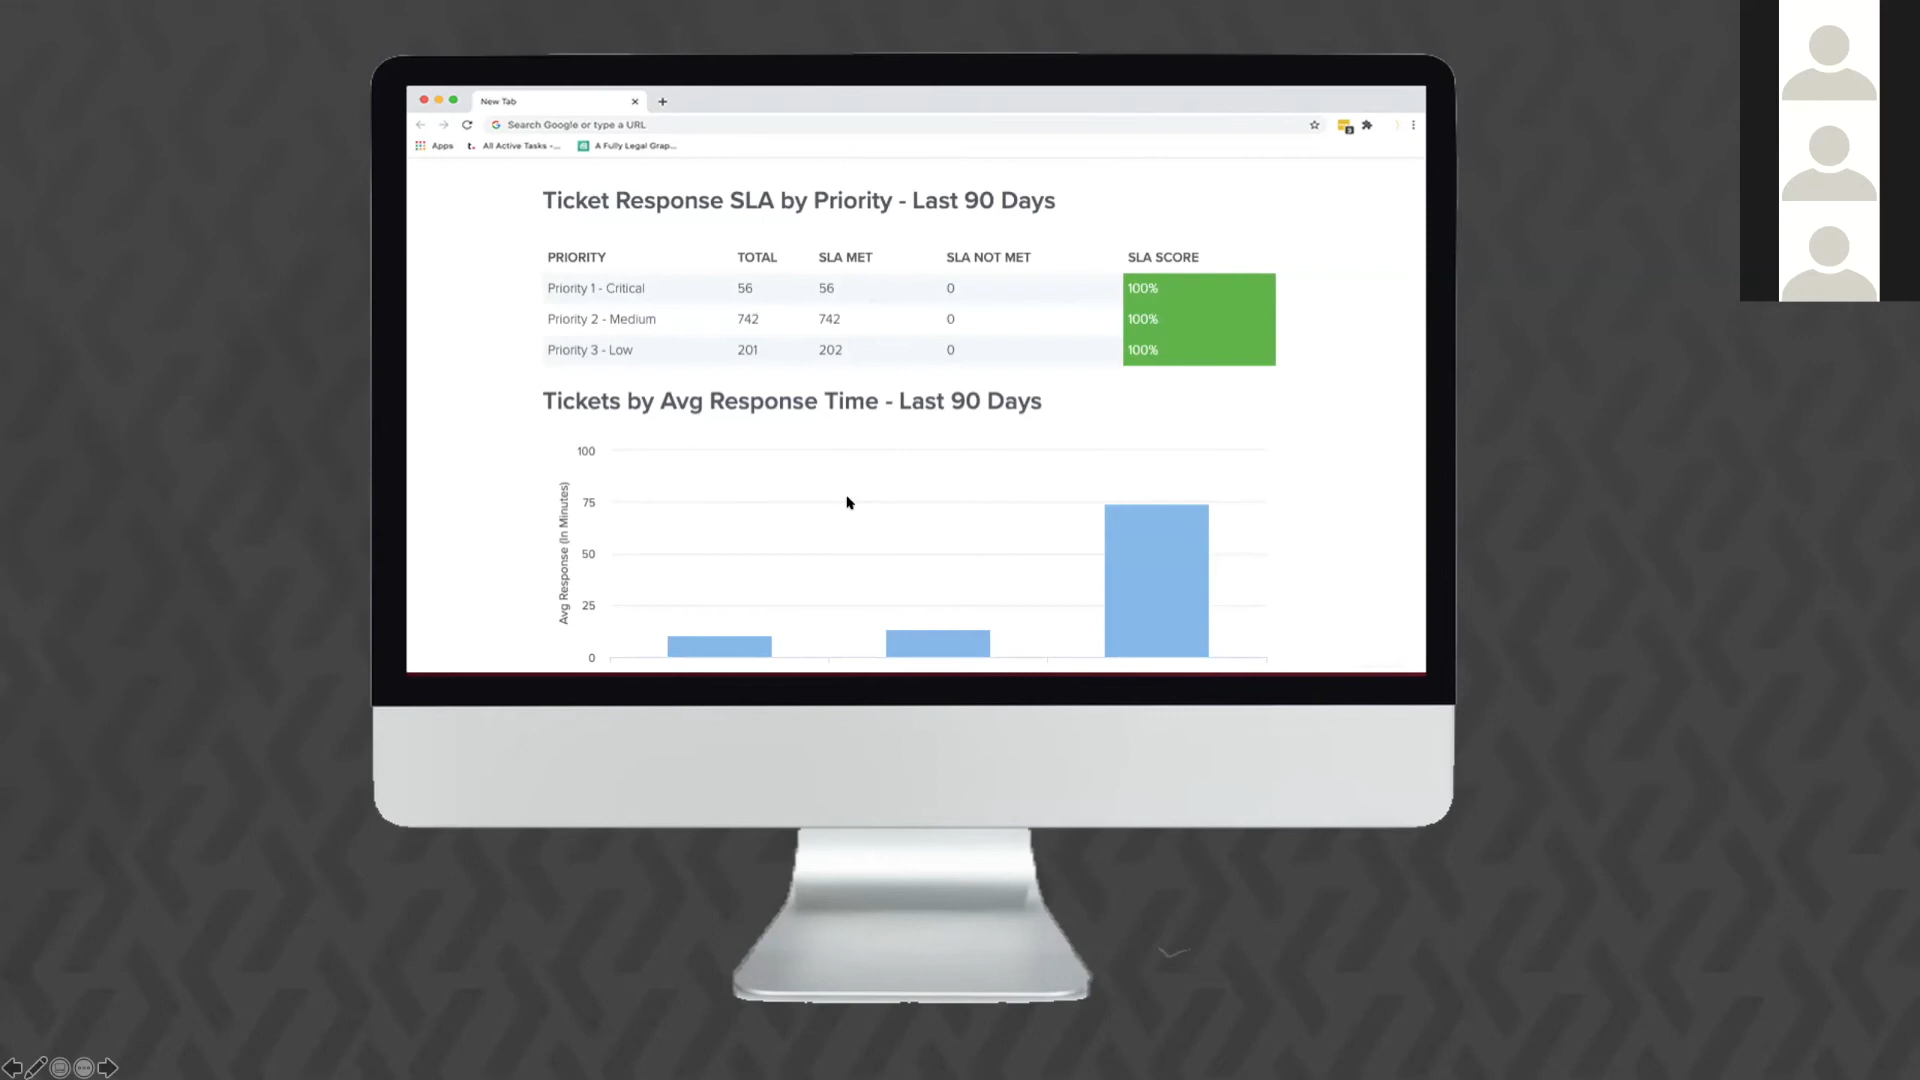 New Tab
Search Google or type a URL
Apps
t. All Active Tasks -...
A Fully Legal Grap...
Ticket Response SLA by Priority - Last 90 Days
PRIORITY TOTAL SLA MET SLA NOT MET SLA SCORE
Priority 1 - Critical 56 56 0 100%
Priority 2 - Medium 742 742 0 100%
Priority 3 - Low 201 202 0 100%
Tickets by Avg Response Time - Last 90 Days
Avg Response (In Minutes)
100
75
50
25
0